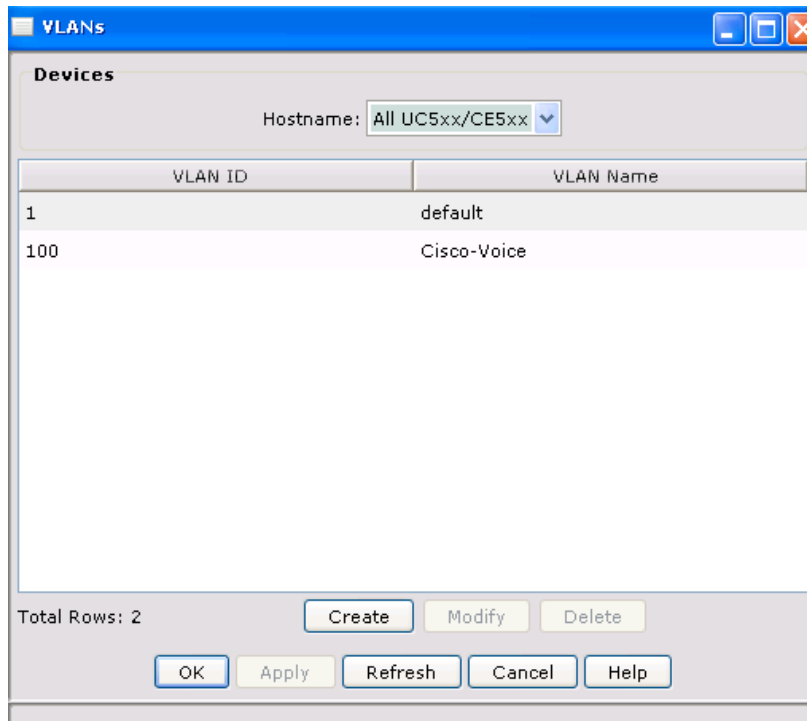 VLANs
Devices
Hostname: All UC5xx/CE5xx
VLAN ID VLAN Name
1 default
100 Cisco-Voice
Total Rows: 2 Create Modify Delete
OK Apply Refresh Cancel Help